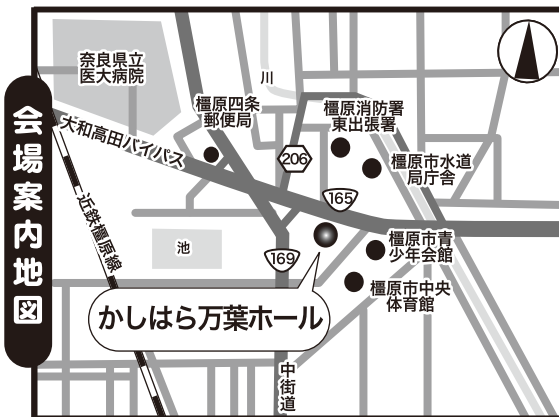 会場案内地図
奈良県立
医大病院
川
橿原四条
郵便局
橿原消防署
東出張署
大和高田バイパス
206
橿原市水道
局庁舎
165
近鉄橿原線
池
169
橿原市青
少年会館
橿原市中央
体育館
かしはら万葉ホール
中街道